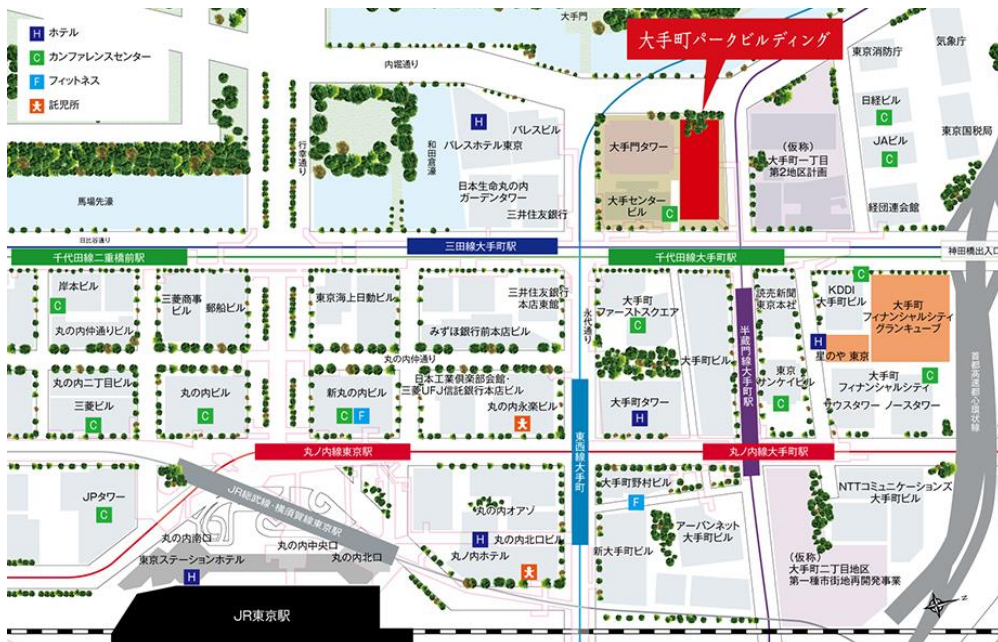 H ホテル
C カンファレンスセンター
F フィットネス
託児所
大手門
内堀通り
大手町パークビルディング
東京消防庁
気象庁
日経ビル
C
JAビル
C
東京国税局
経団連会館
行幸通り
和田倉濠
H
パレスビル
パレスホテル東京
日本生命丸の内
ガーデンタワー
三井住友銀行
大手門タワー
大手センター
ビル
C
(仮称)
大手町一丁目
第2地区計画
馬場先濠
日比谷通り
三田線大手町駅
千代田線二重橋前駅
千代田線大手町駅
神田橋出入口
岸本ビル
C
丸の内仲通りビル
三菱商事
ビル
郵船ビル
東京海上日動ビル
三井住友銀行
本店東館
みずほ銀行前本店ビル
永代通り
大手町
ファーストスクエア
C
大手町ビル
半蔵門線大手町駅
読売新聞
東京本社
C
KDDI
大手町ビル
大手町
フィナンシャルシティ
グランキューブ
H
星のや 東京
首都高速都心環状線
丸の内仲通り
丸の内二丁目ビル
三菱ビル
C
丸の内ビル
C
新丸の内ビル
C F
日本工業倶楽部会館・
三菱UFJ信託銀行本店ビル
丸の内永楽ビル
東西線大手町
大手町タワー
H
東京
サンケイビル
C
大手町
フィナンシャルシティ
C
サウスタワー ノースタワー
丸ノ内線東京駅
丸ノ内線大手町駅
JPタワー
C
JR総武線・横須賀線東京駅
丸の内南口
丸の内中央口
丸の内北口
東京ステーションホテル
H
JR東京駅
丸の内オアゾ
H
丸の内北口ビル
丸ノ内ホテル
大手町野村ビル
F
新大手町ビル
アーバンネット
大手町ビル
NTTコミュニケーションズ
大手町ビル
(仮称)
大手町二丁目地区
第一種市街地再開発事業
N